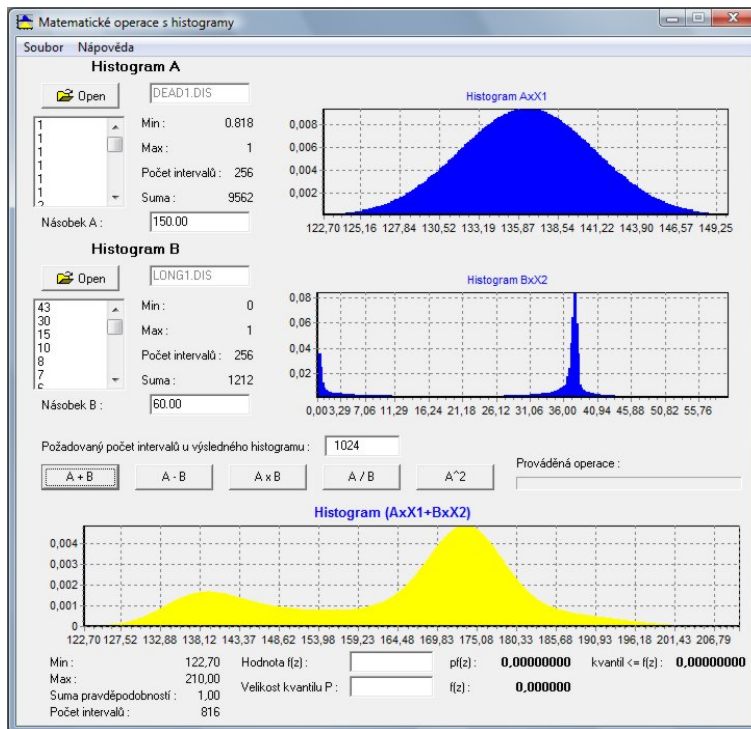 Matematické operace s histogramy
Soubor Nápověda
Histogram A
Open DEAD1.DIS
1
1
1
1
1
1
Min : 0.818
Max : 1
Počet intervalů : 256
Suma : 9562
Násobek A : 150.00
Histogram AxX1
0,008
0,006
0,004
0,002
122,70 125,16 127,84 130,52 133,19 135,87 138,54 141,22 143,90 146,57 149,25
Histogram B
Open LONG1.DIS
43
30
15
10
8
7
Min : 0
Max : 1
Počet intervalů : 256
Suma : 1212
Násobek B : 60.00
Histogram BxX2
0,08
0,06
0,04
0,02
0,00 3,29 7,06 11,29 16,24 21,18 26,12 31,06 36,00 40,94 45,88 50,82 55,76
Požadovaný počet intervalů u výsledného histogramu : 1024
A + B A - B A x B A / B A^2
Prováděná operace :
Histogram (AxX1+BxX2)
0,004
0,003
0,002
0,001
0
122,70 127,52 132,88 138,12 143,37 148,62 153,98 159,23 164,48 169,83 175,08 180,33 185,68 190,93 196,18 201,43 206,79
Min : 122,70 Hodnota f(z) : pf(z) : 0,00000000 kvantil <= f(z) : 0,00000000
Max : 210,00
Velikost kvantilu P : f(z) : 0,000000
Suma pravděpodobností : 1,00
Počet intervalů : 816